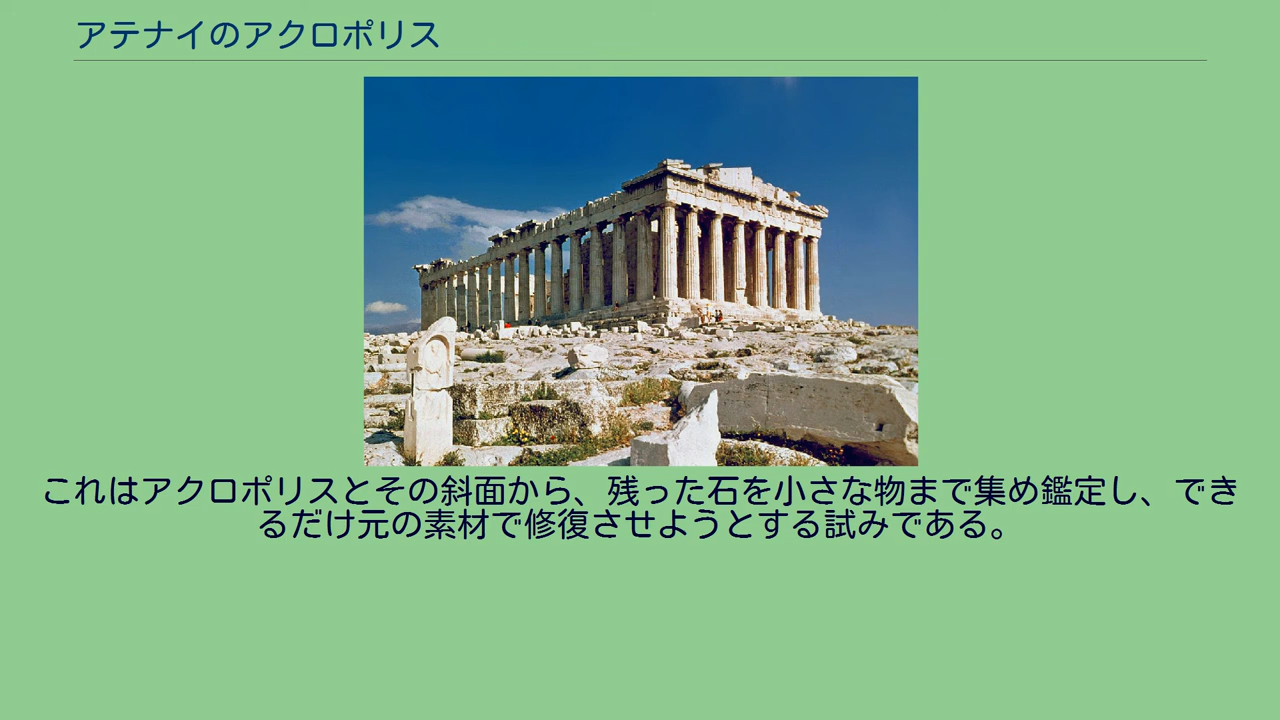 アテナイのアクロポリス
これはアクロポリスとその斜面から、残った石を小さな物まで集め鑑定し、でき
るだけ元の素材で修復させようとする試みである。